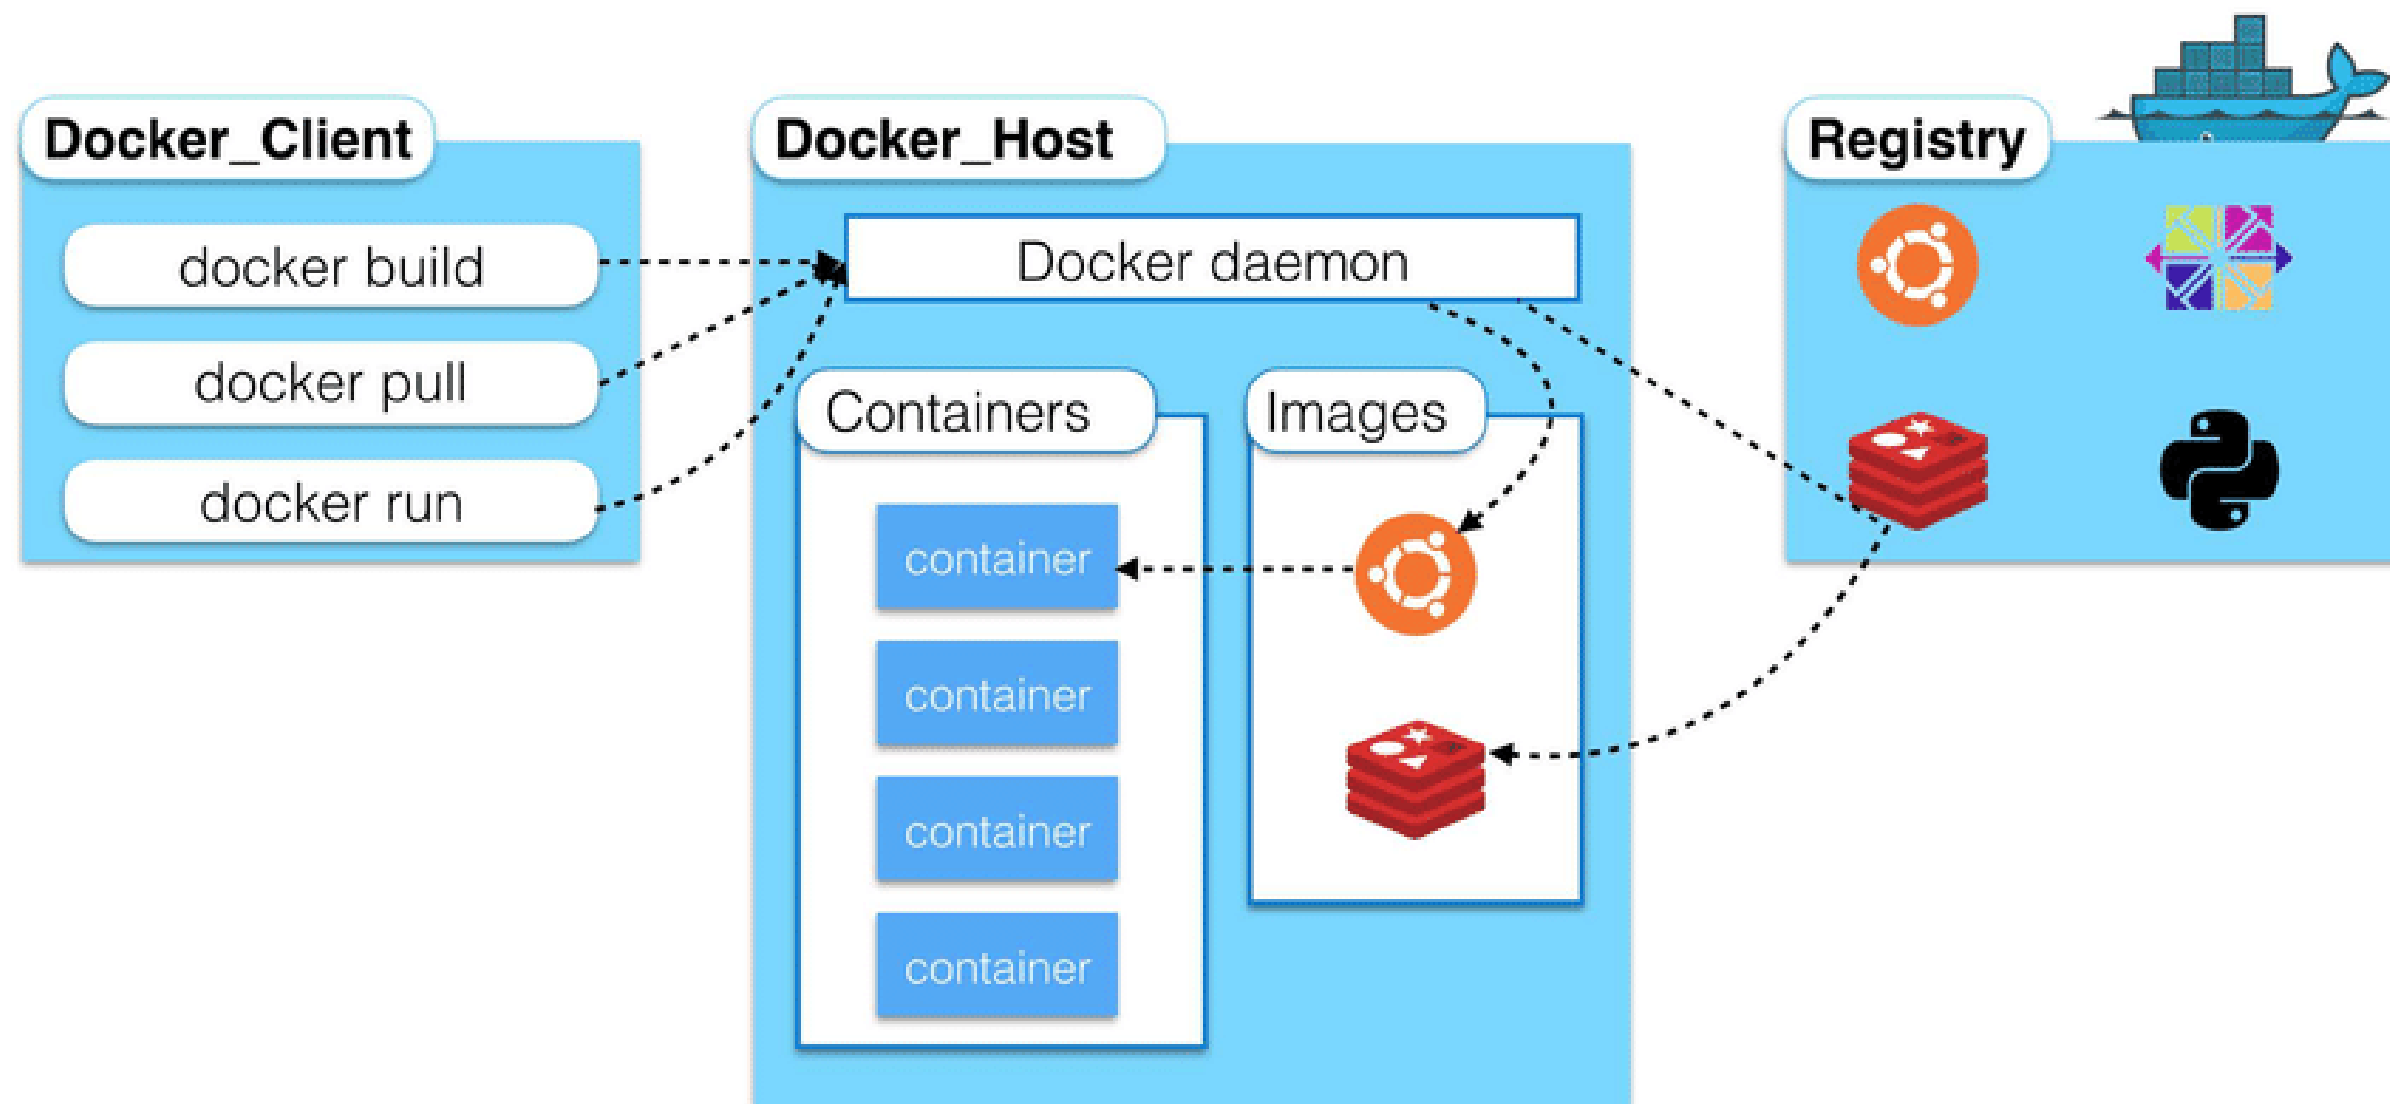 Docker_Client
docker build
docker pull
docker run
Docker_Host
Docker daemon
Containers
container
container
container
container
Images
Registry